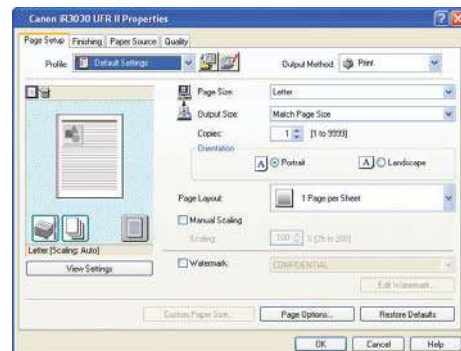 Canon iR3030 UFR II Properties
Page Setup Finishing Paper Source Quality
Profile: Default Settings Output Method: Print
Page Size: Letter
Output Size: Match Page Size
Copies: 1 [1 to 9999]
Orientation
A Portrait A Landscape
Page Layout: 1 Page per Sheet
Manual Scaling
Scaling: 100 % [25 to 200]
Letter [Scaling: Auto]
View Settings
Watermark: CONFIDENTIAL
Edit Watermark...
Custom Paper Size... Page Options... Restore Defaults
OK Cancel Help